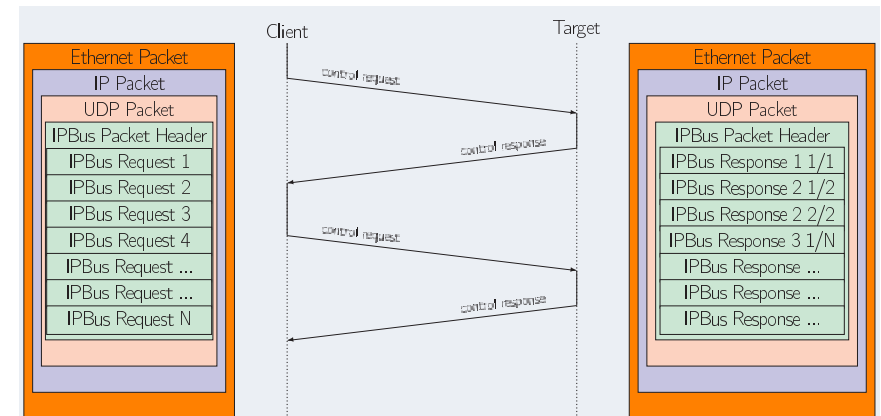 Ethernet Packet
IP Packet
UDP Packet
IPBus Packet Header
IPBus Request 1
IPBus Request 2
IPBus Request 3
IPBus Request 4
IPBus Request ...
IPBus Request ...
IPBus Request N
Client
Target
control request
control response
control request
control response
Ethernet Packet
IP Packet
UDP Packet
IPBus Packet Header
IPBus Response 1 1/1
IPBus Response 2 1/2
IPBus Response 2 2/2
IPBus Response 3 1/N
IPBus Response ...
IPBus Response ...
IPBus Response ...